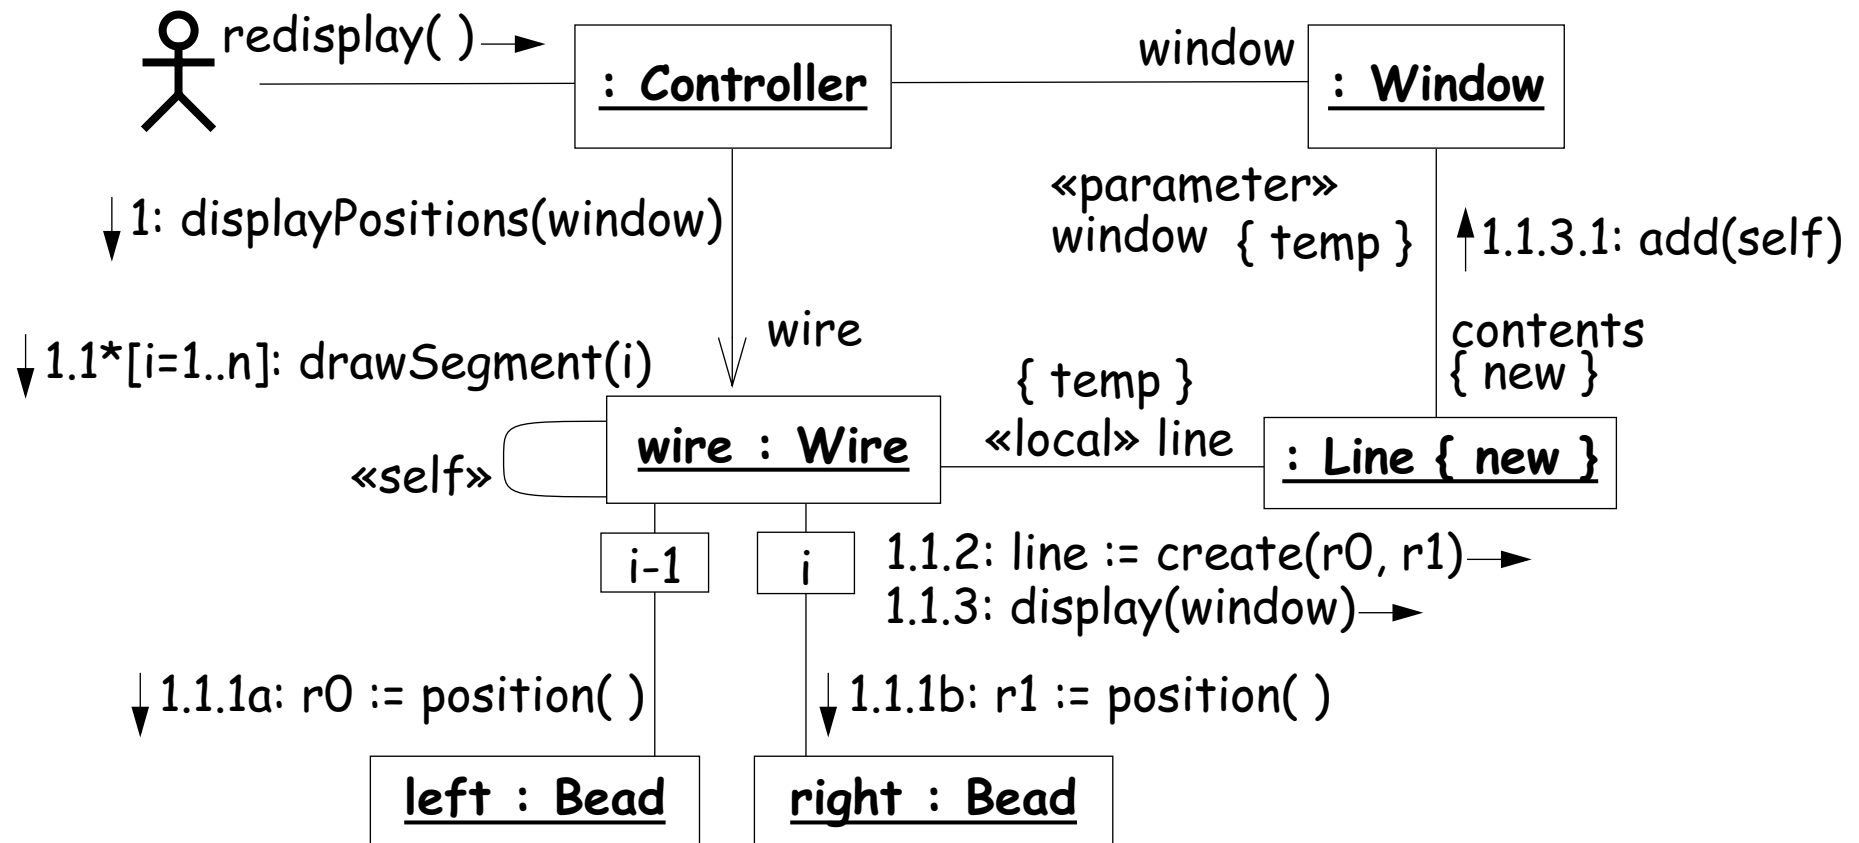 redisplay( )
: Controller
window
: Window
«parameter»
window { temp }
1: displayPositions(window)
1.1.3.1: add(self)
wire
contents
{ new }
1.1*[i=1..n]: drawSegment(i)
{ temp }
«local» line
wire : Wire
: Line { new }
«self»
i-1
i
1.1.2: line := create(r0, r1)
1.1.3: display(window)
1.1.1a: r0 := position( )
1.1.1b: r1 := position( )
left : Bead
right : Bead